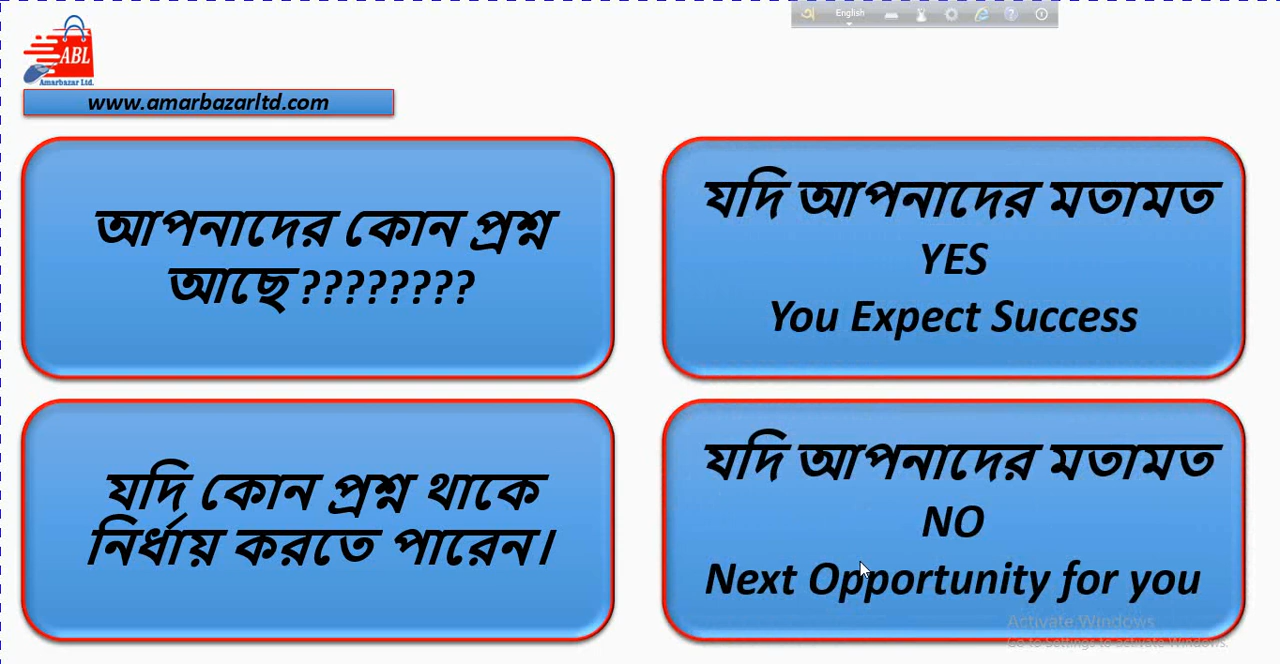 ABL
Amarbazar Ltd.
www.amarbazarltd.com
English
আপনাদের কোন প্রশ্ন
আছে ????????
যদি আপনাদের মতামত
YES
You Expect Success
যদি কোন প্রশ্ন থাকে
নির্ধায় করতে পারেন।
যদি আপনাদের মতামত
NO
Next Opportunity for you
Activate Windows
Go to Settings to activate Windows.